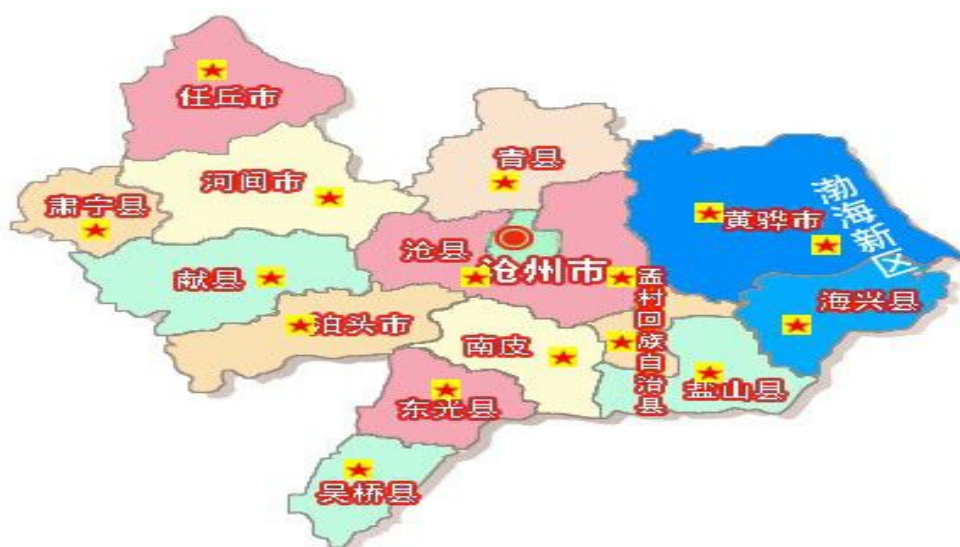 任丘市
青县
河间市
肃宁县
渤海新区
黄骅市
沧县
沧州市
献县
孟村回族自治县
海兴县
泊头市
南皮
盐山县
东光县
吴桥县